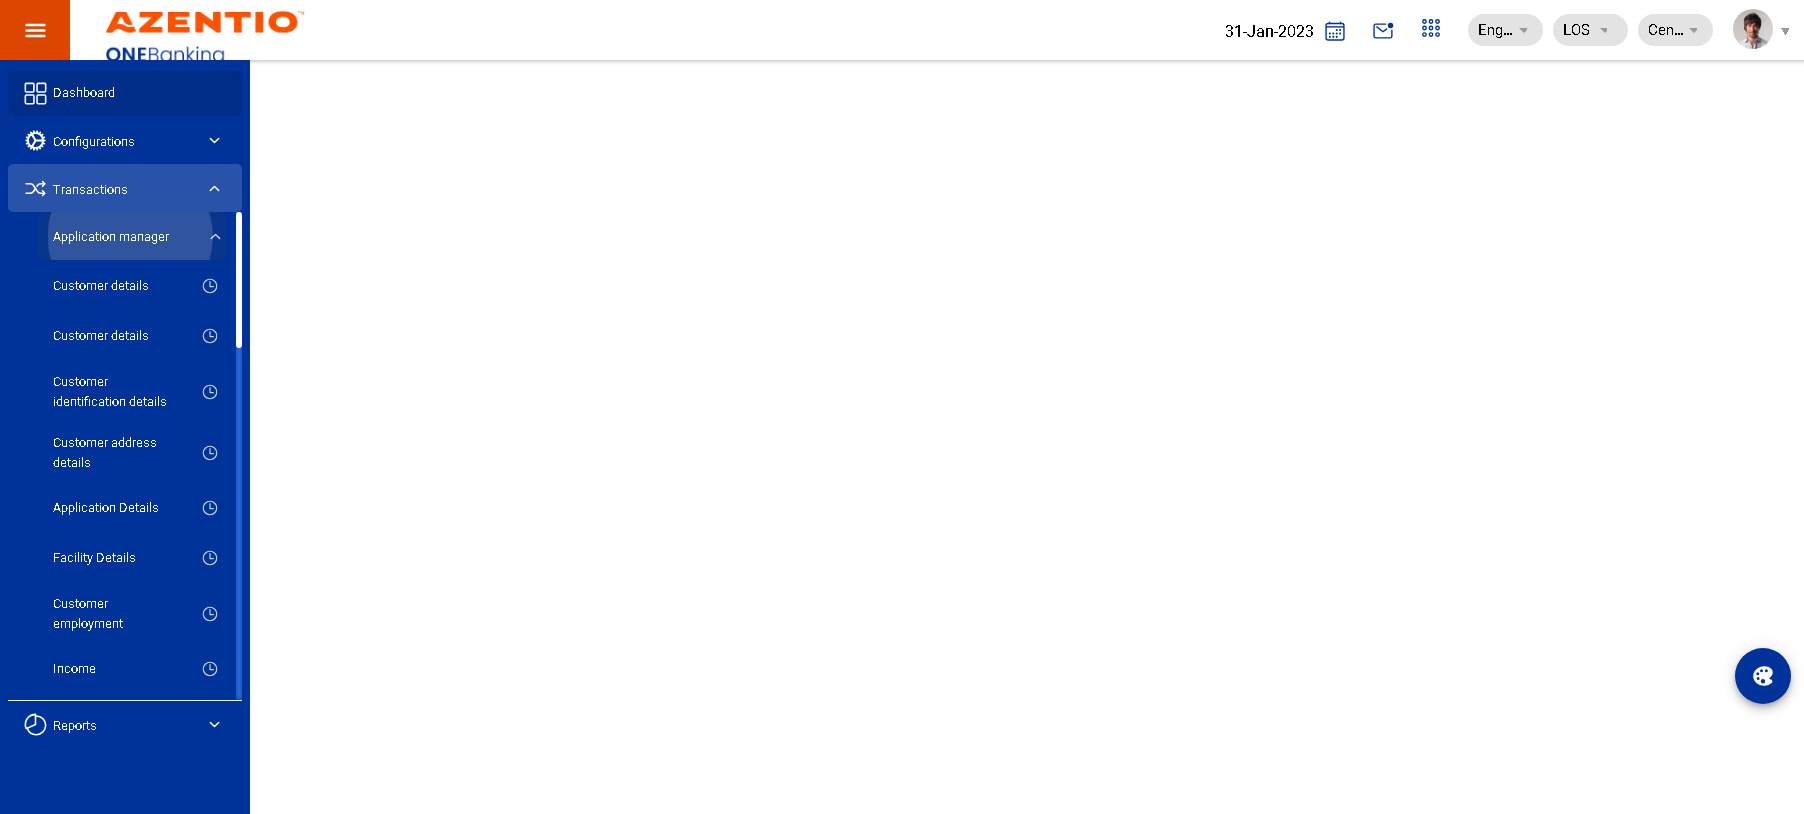 AZENTIO™
ONEBanking
31-Jan-2023
Eng...
LOS
Cen...
Dashboard
Configurations
Transactions
Application manager
Customer details
Customer details
Customer
identification details
Customer address
details
Application Details
Facility Details
Customer
employment
Income
Reports